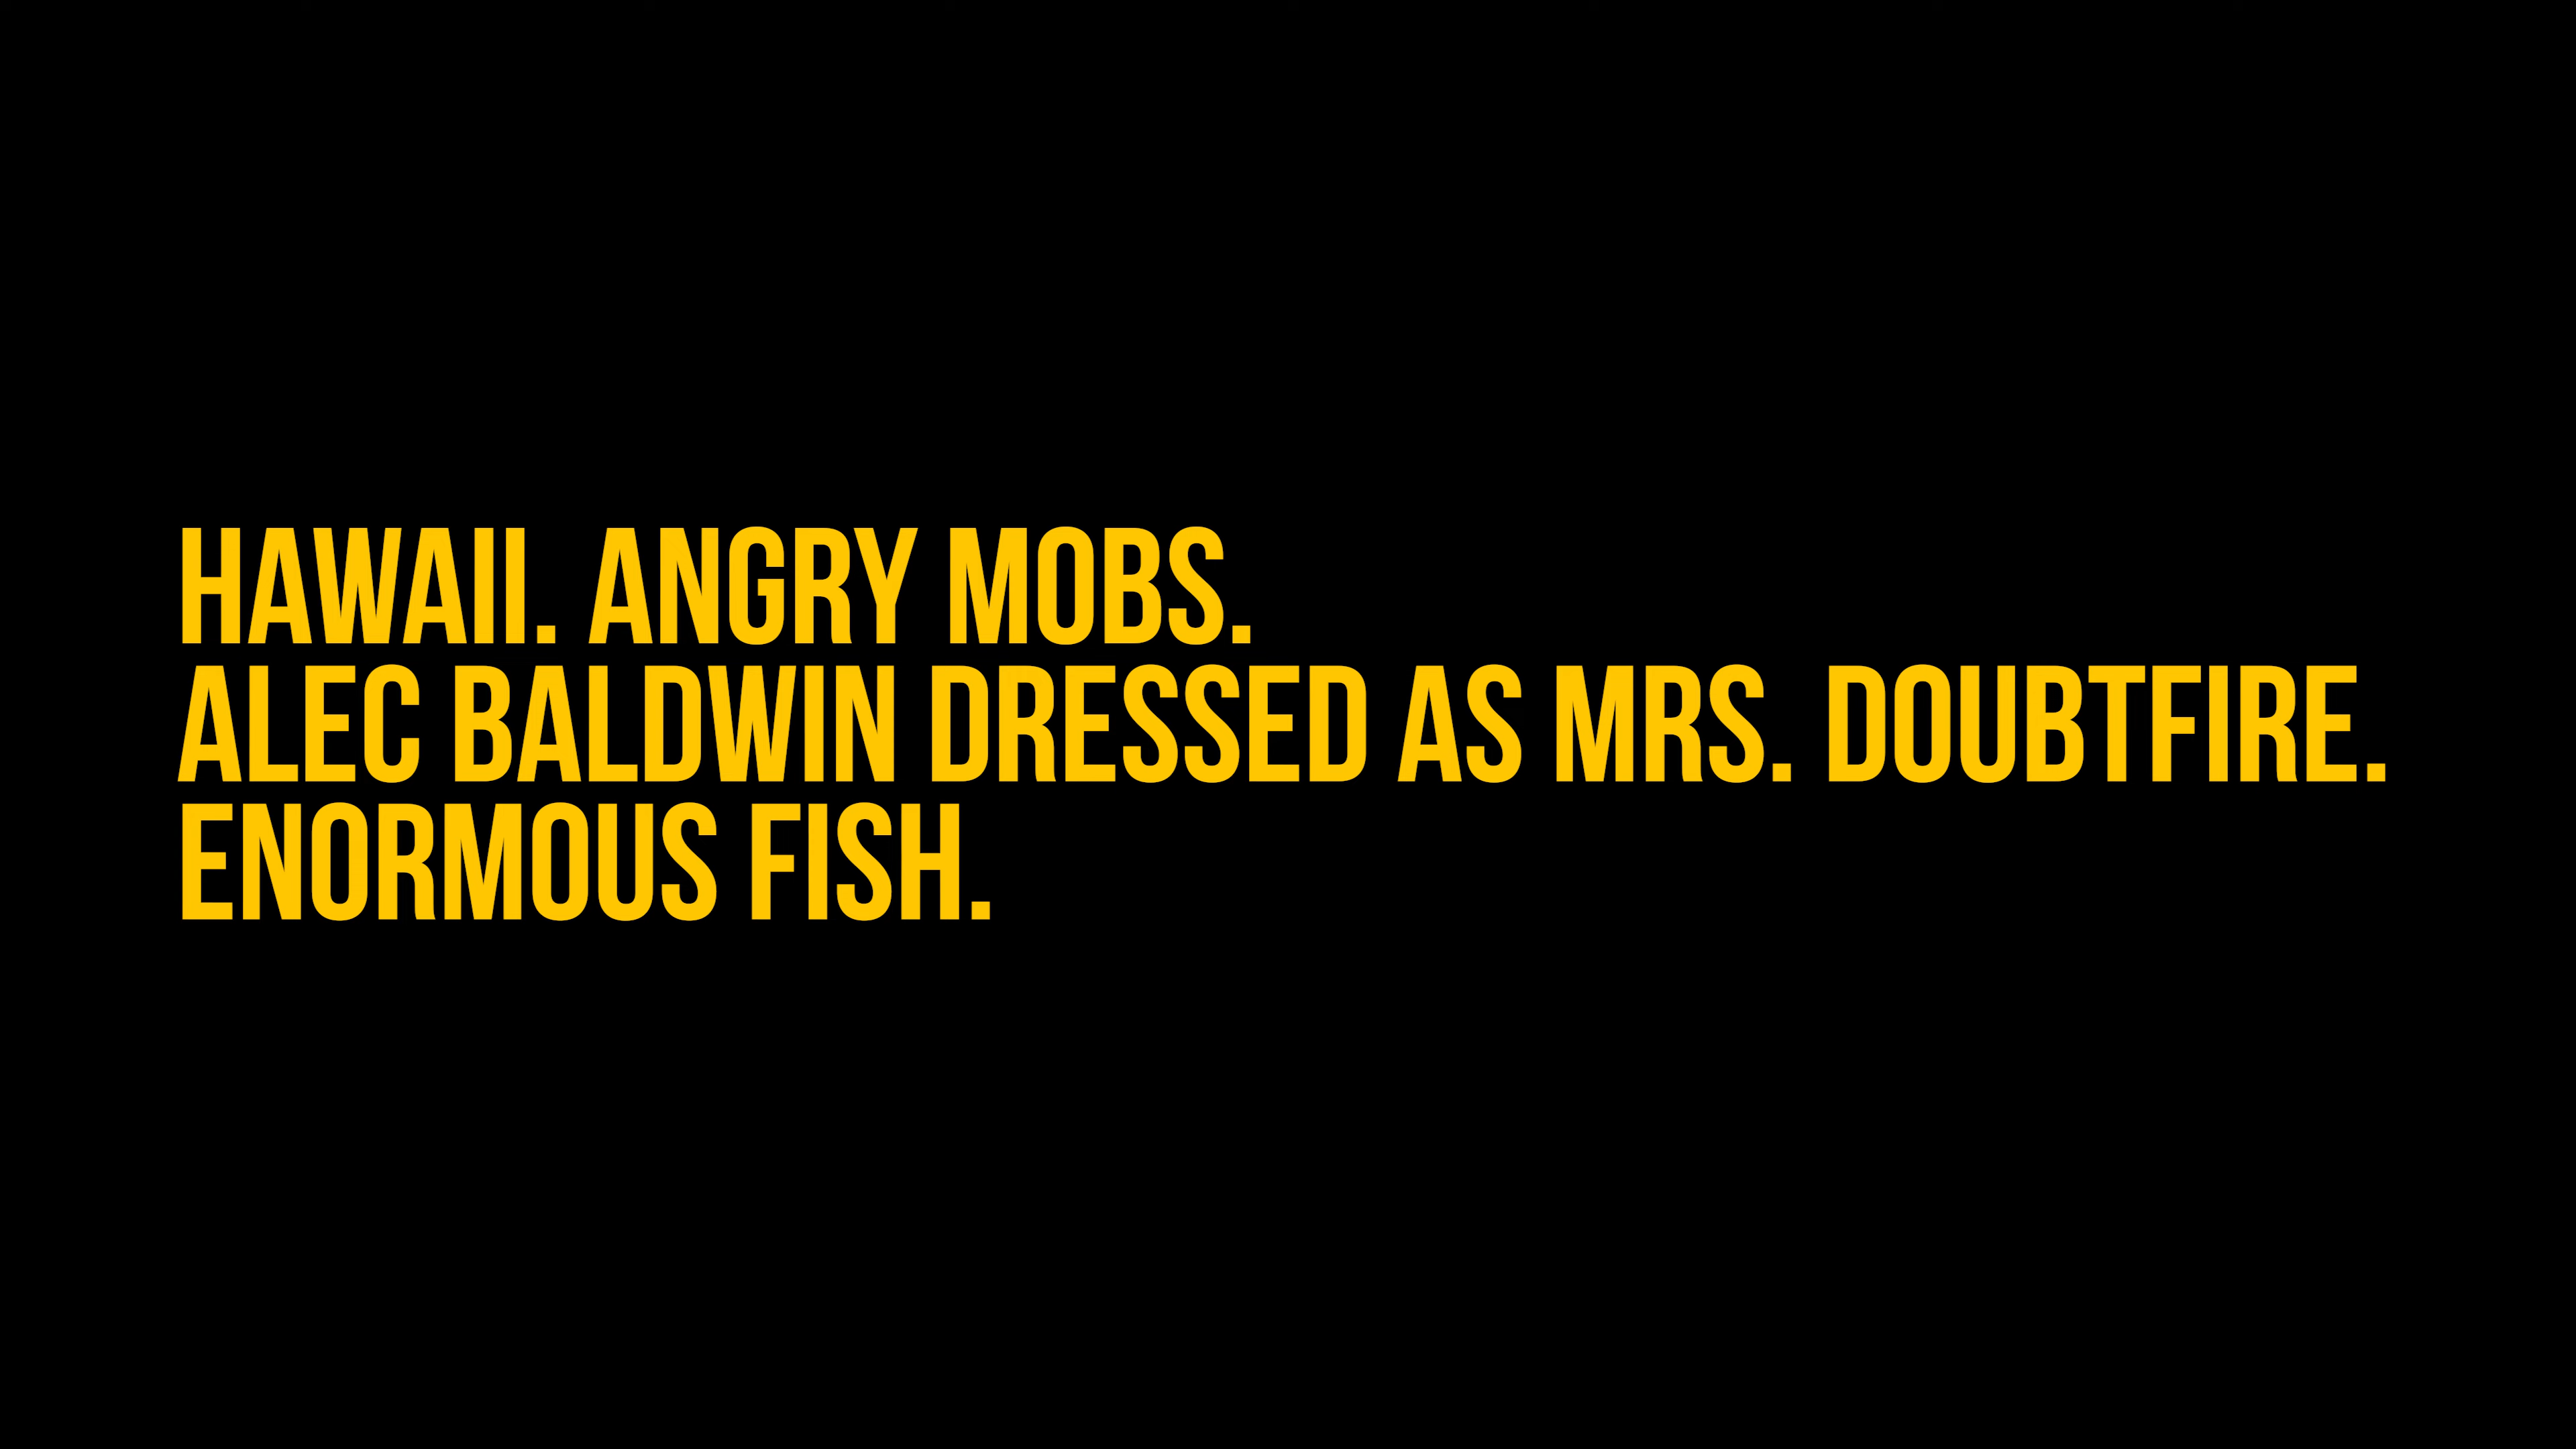 HAWAII. ANGRY MOBS.
ALEC BALDWIN DRESSED AS MRS. DOUBTFIRE.
ENORMOUS FISH.